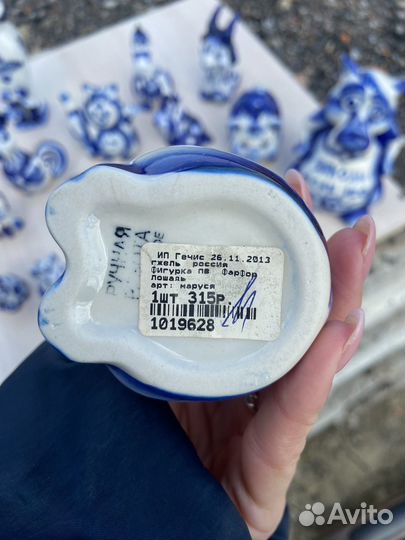 РУЧНАЯ
ИП Гечис 26.11.2013
гжель россия
Фигурка ПВ Фарфор
Лошадь
арт: маруся
1шт 315р.
1019628
Avito